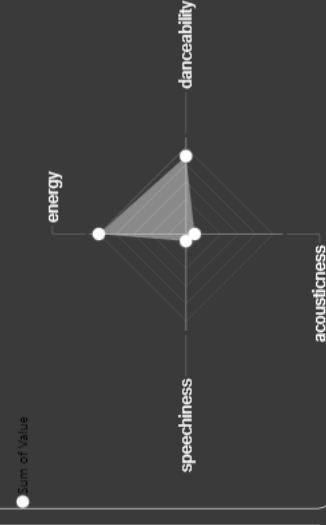 Sum of Value
danceability
energy
acousticness
speechiness